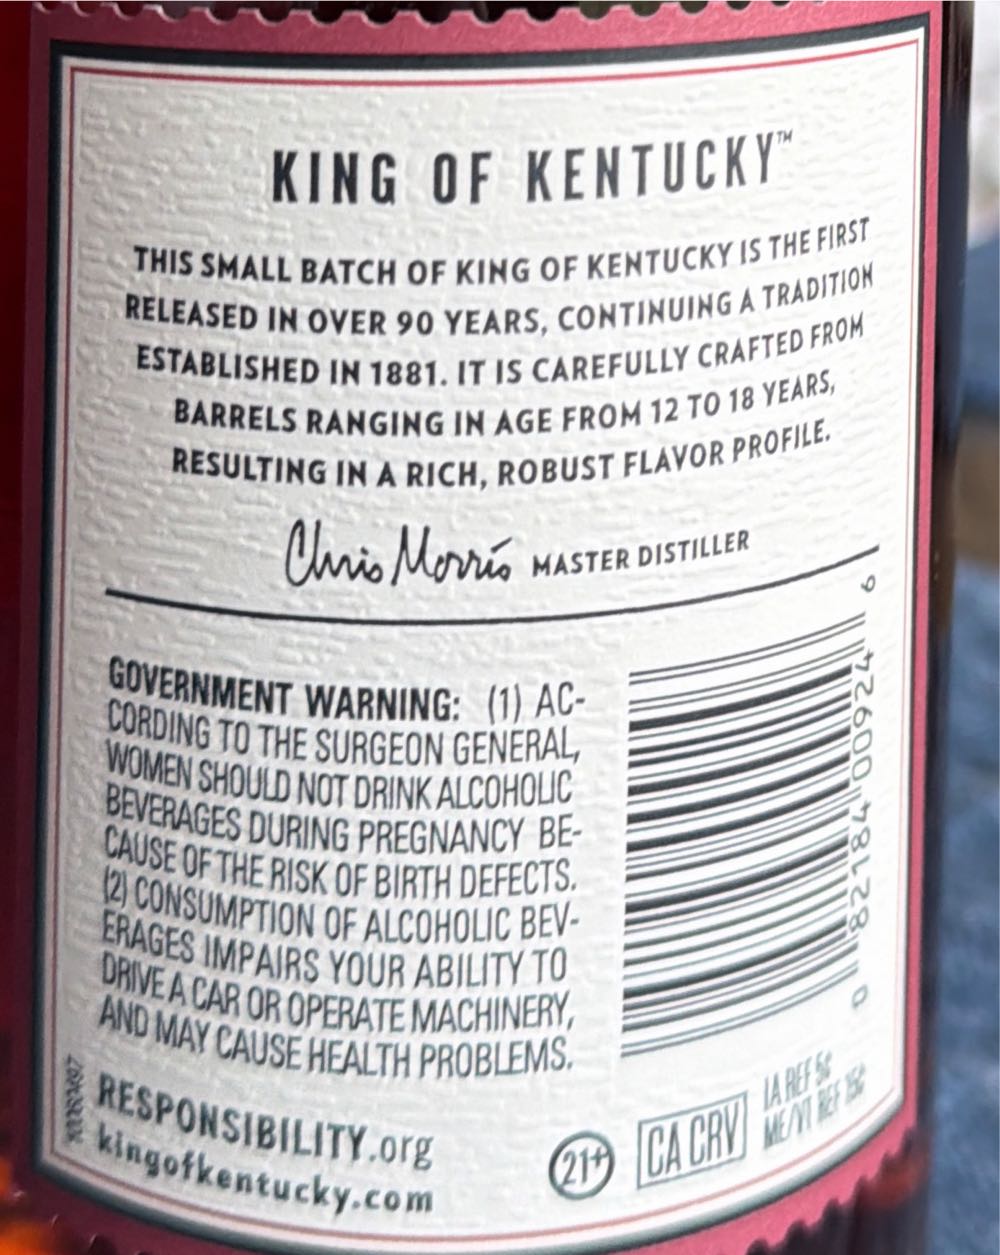 KING OF KENTUCKY™
THIS SMALL BATCH OF KING OF KENTUCKY IS THE FIRST
RELEASED IN OVER 90 YEARS, CONTINUING A TRADITION
ESTABLISHED IN 1881. IT IS CAREFULLY CRAFTED FROM
BARRELS RANGING IN AGE FROM 12 TO 18 YEARS,
RESULTING IN A RICH, ROBUST FLAVOR PROFILE.
Chris Morris MASTER DISTILLER
GOVERNMENT WARNING: (1) AC-
CORDING TO THE SURGEON GENERAL,
WOMEN SHOULD NOT DRINK ALCOHOLIC
BEVERAGES DURING PREGNANCY BE-
CAUSE OF THE RISK OF BIRTH DEFECTS.
(2) CONSUMPTION OF ALCOHOLIC BEV-
ERAGES IMPAIRS YOUR ABILITY TO
DRIVE A CAR OR OPERATE MACHINERY,
AND MAY CAUSE HEALTH PROBLEMS.
0 82184 00924 6
RESPONSIBILITY.org
kingofkentucky.com
21+
CA CRV
IA REF 5¢
ME/VT REF 15¢